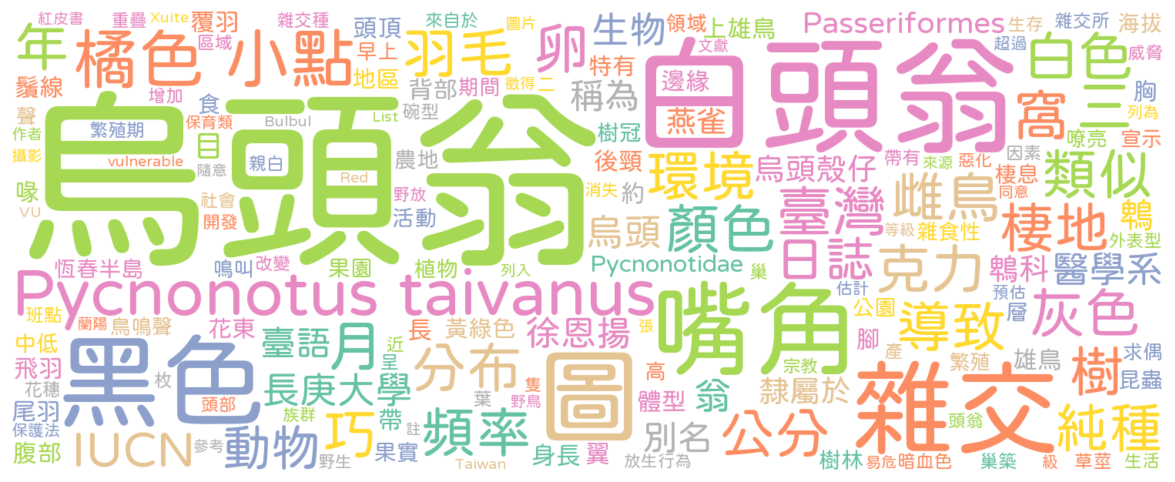 紅皮書 重疊 Xuite 覆羽 雜交種 頭頂 來自於 圖片 上雄鳥 生物 領域 Passeriformes 生存 雜交所 海拔
年 橘色 小點 區域 早上 羽毛 卵 特有 文獻 邊緣 超過 白色 威脅
鬚線 增加 地區 背部 期間 徵得 二 稱為 白頭翁 燕雀 窩 三 胸 列為
聲 作者 繁殖期 食 保育類 Bulbul List 碗型 樹冠 嘹亮 宣示
攝影 vulnerable 目 隨意 親白 Red 農地 後頸 環境 烏頭殼仔 帶有 來源 惡化 因素 棲息 同意 類似
喙 VU 社會 開發 烏頭翁 野放 活動 消失 約 臺灣 雌鳥 等級 雜食性 棲地 鵯 外表型
恆春半島 鳴叫 改變 果園 植物 列入 烏頭 顏色 Pycnonotidae 巢 日誌 估計 克力 鵯科 預估 醫學系
Pycnonotus taivanus 嘴角 公園 層 灰色
班點 蘭陽 鳥鳴聲 花東 臺語 月 長 近 黃綠色 徐恩揚 張 腳 導致
中低 飛羽 黑色 長庚大學 呈 分布 圖 高 宗教 產 繁殖 雄鳥 樹 求偶 昆蟲
花穗 尾羽 枚 頭部 族群 帶 葉 隻 野鳥 體型 翁 隸屬於 雜交 頭翁 純種
保護法 腹部 IUCN 參考 動物 野生 巧 果實 註 頻率 Taiwan 身長 翼 別名 放生行為 公分 樹林 易危 暗血色 巢築 級 草莖 生活